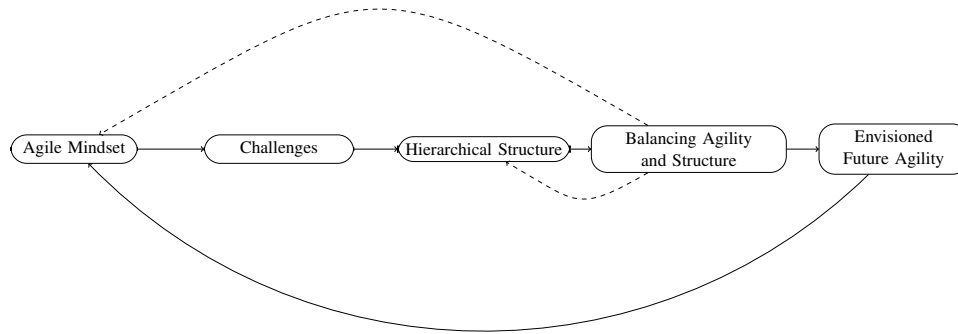 Agile Mindset
Challenges
Hierarchical Structure
Balancing Agility
and Structure
Envisioned
Future Agility